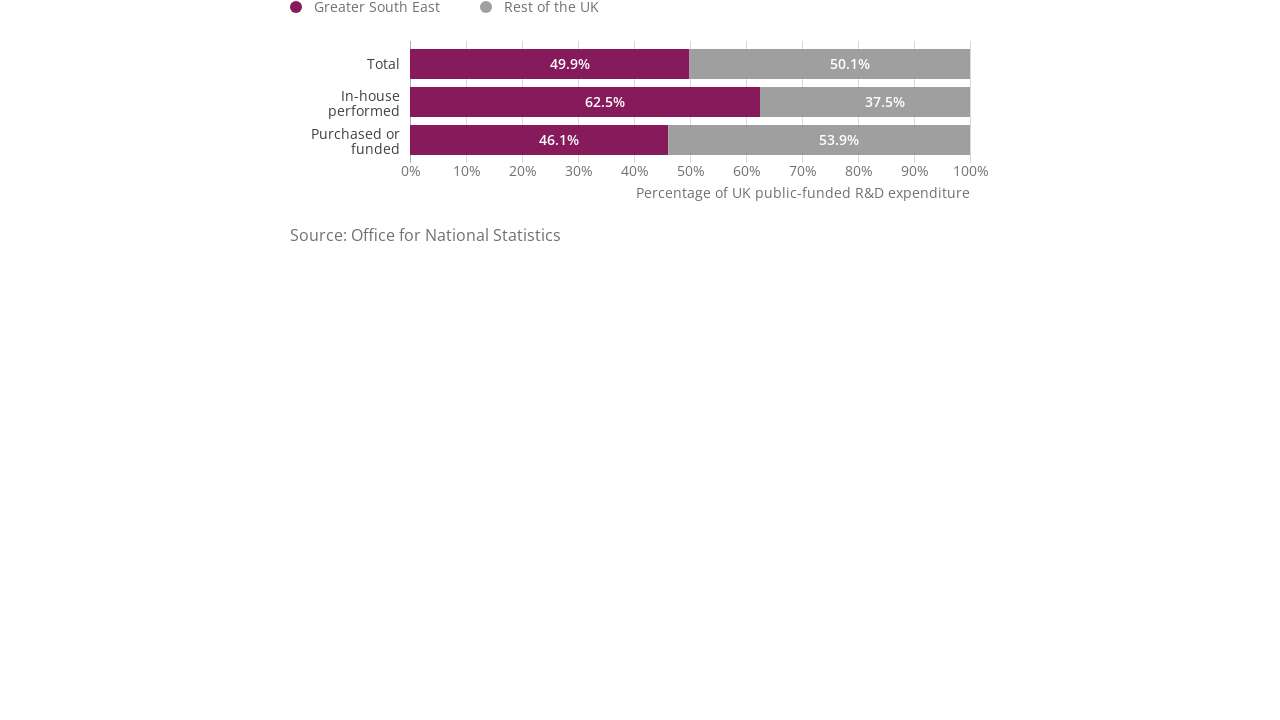 Greater South East Rest of the UK
Total 49.9% 50.1%
In-house
performed 62.5% 37.5%
Purchased or
funded 46.1% 53.9%
0% 10% 20% 30% 40% 50% 60% 70% 80% 90% 100%
Percentage of UK public-funded R&D expenditure
Source: Office for National Statistics